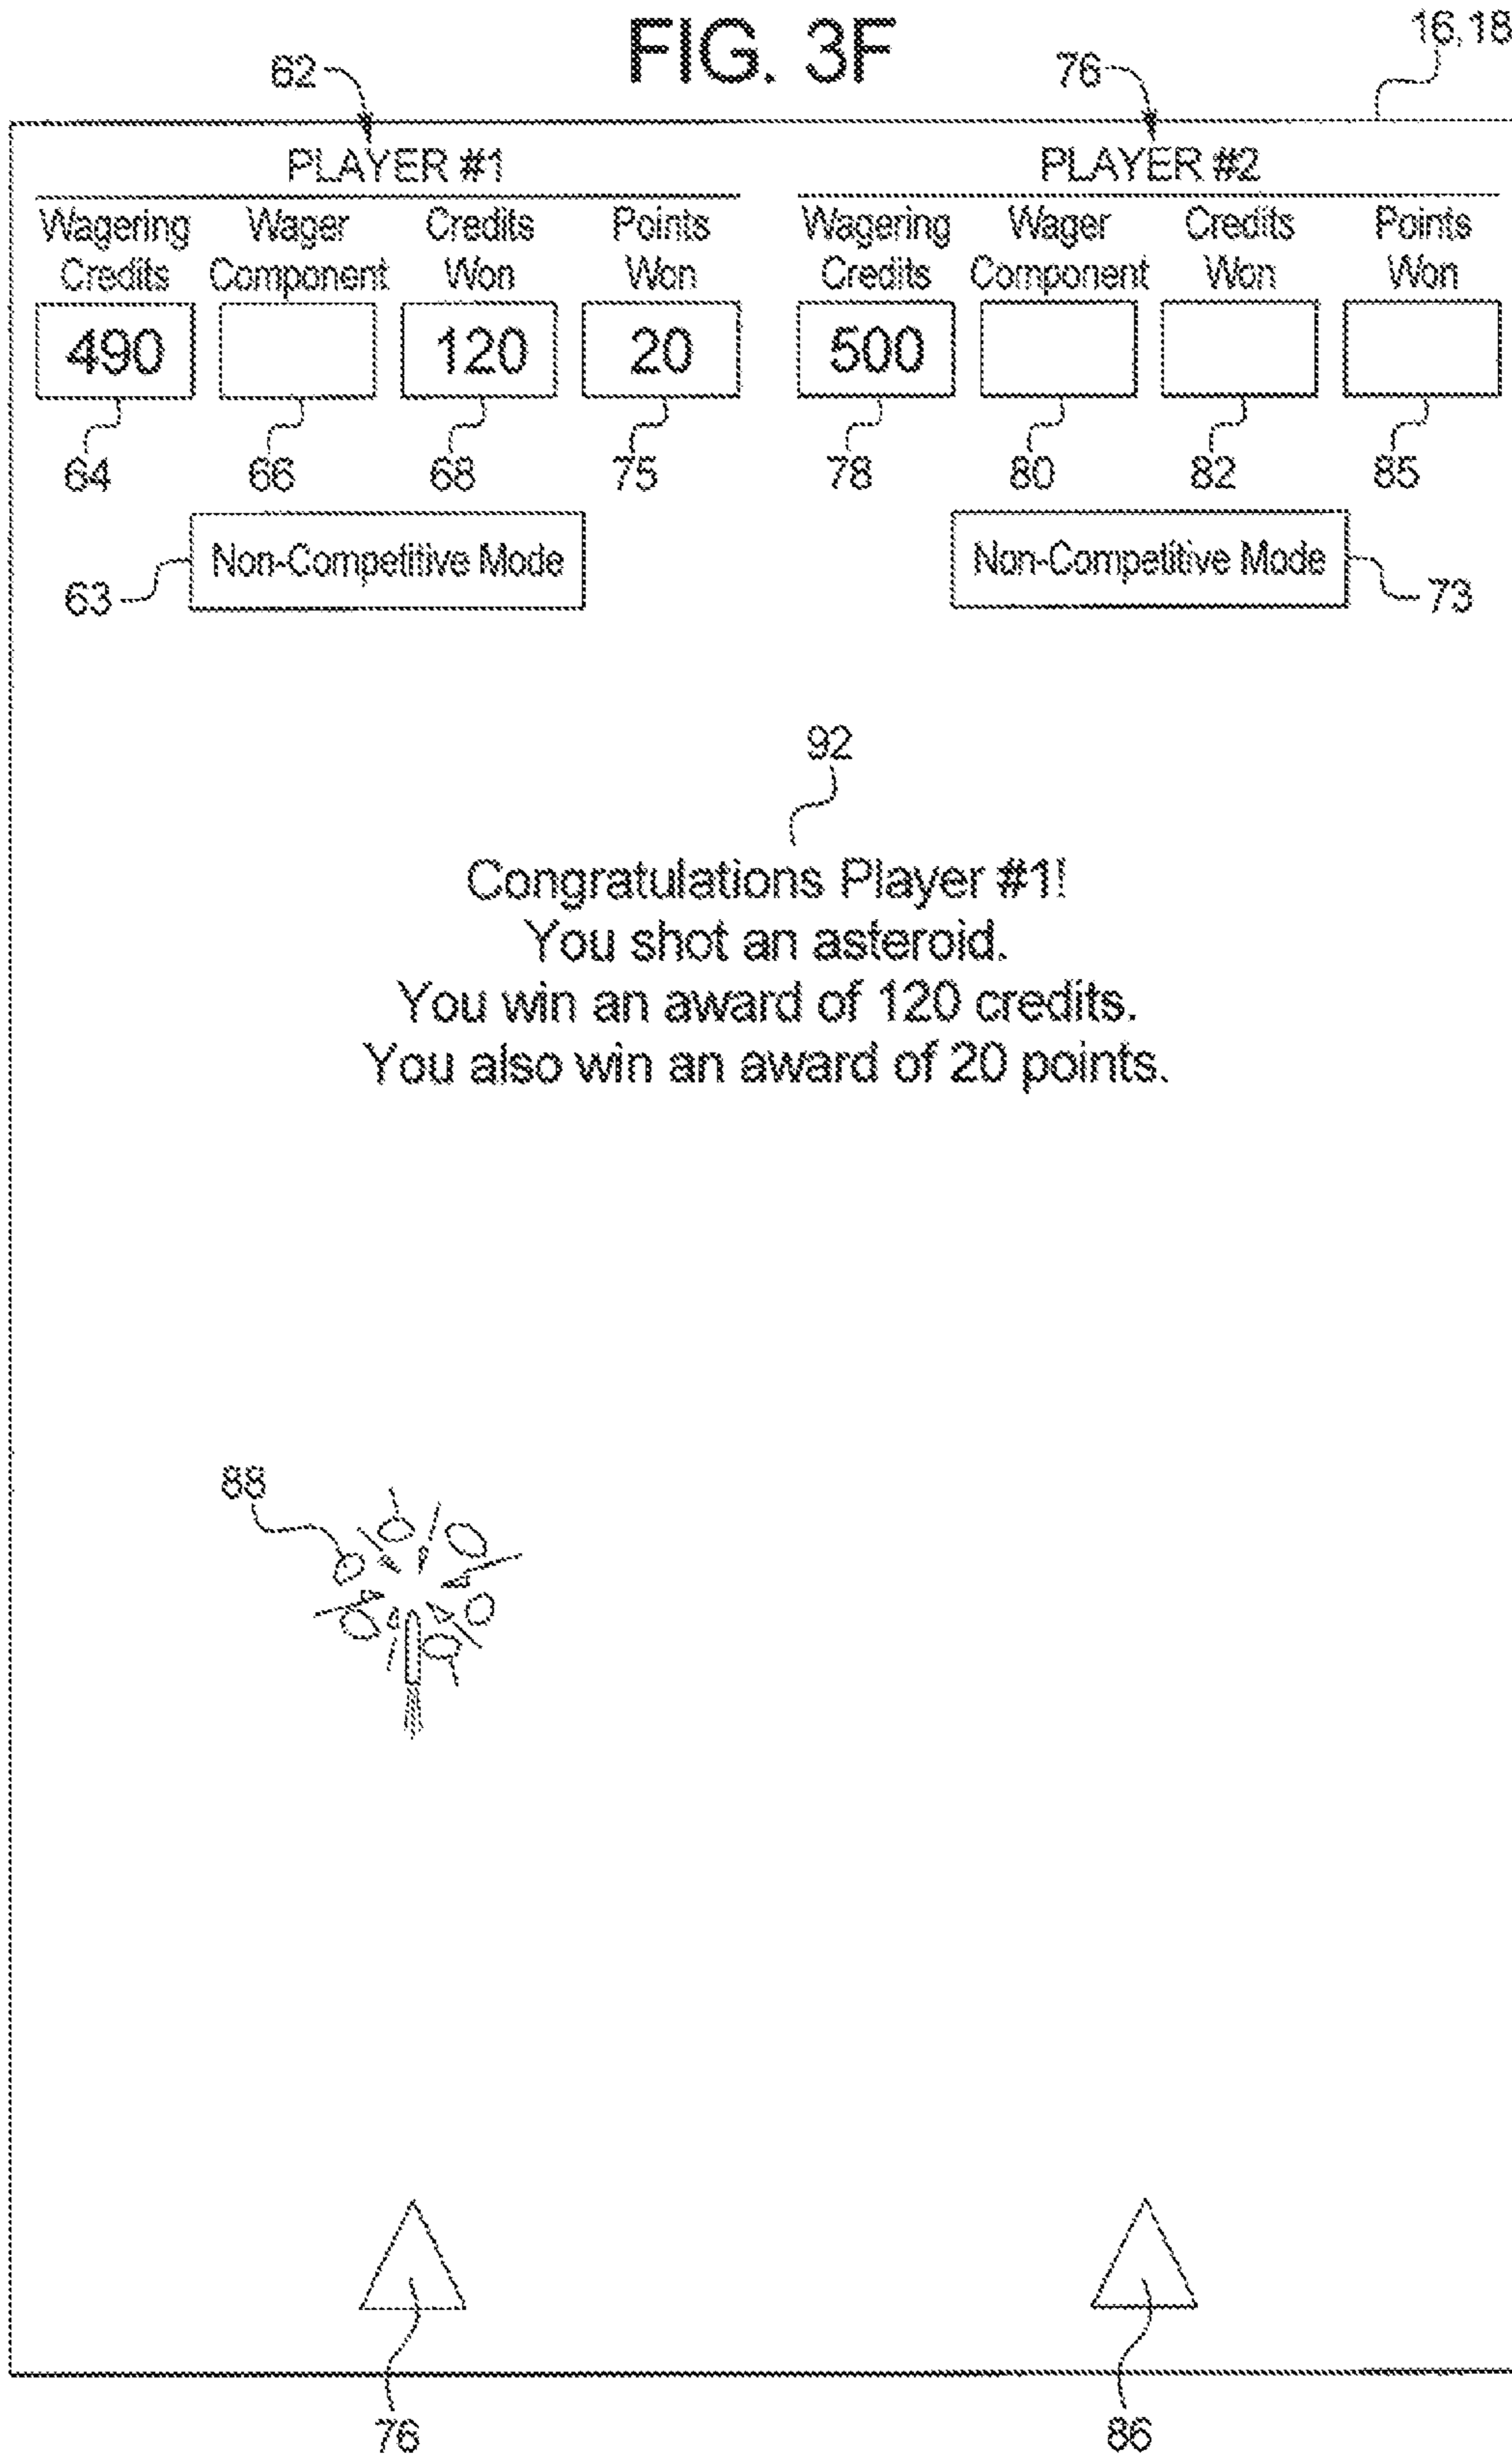 FIG. 3F
16,18
62
76
PLAYER #1
PLAYER #2
Wagering Wager Credits Points Wagering Wager Credits Points
Credits Component Won Won Credits Component Won Won
490 120 20 500
64 66 68 75 78 80 82 85
Non-Competitive Mode
Non-Competitive Mode
63
73
92
Congratulations Player #1!
You shot an asteroid.
You win an award of 120 credits.
You also win an award of 20 points.
88
76
86